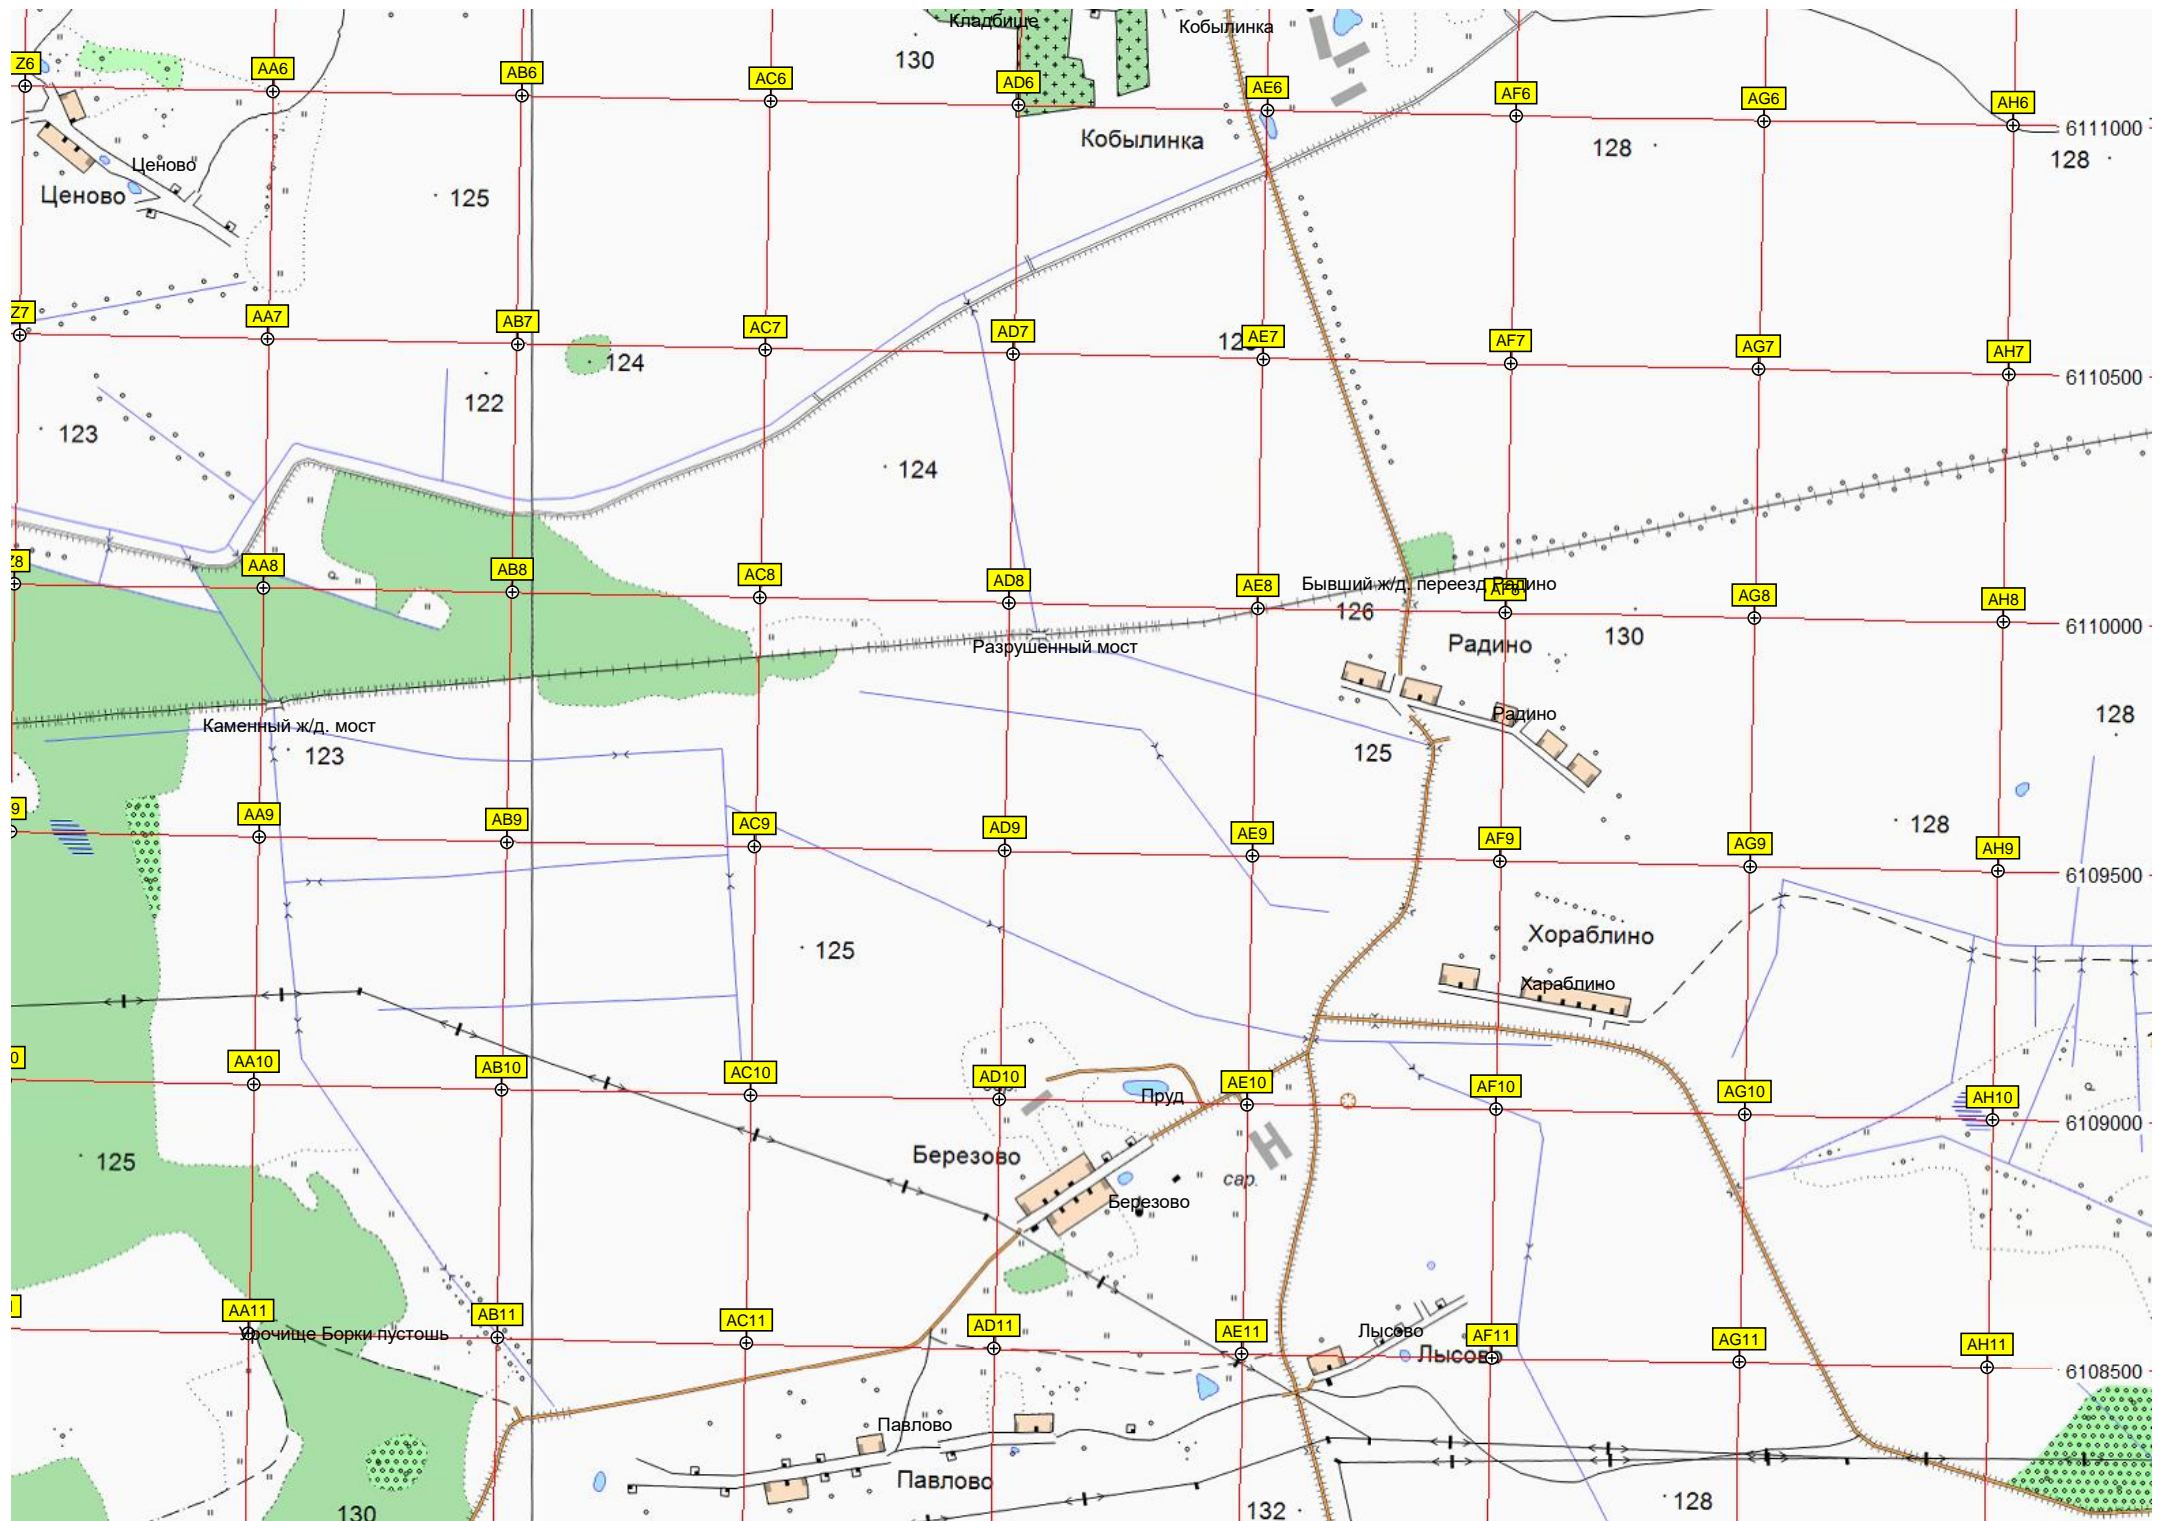 Кладбище
Кобылинка
130
Z6
AA6
AB6
AC6
AD6
AE6
AF6
AG6
AH6
6111000
Кобылинка
128
128
Ценово
Ценово
125
Z7
AA7
AB7
AC7
AD7
AE7
AF7
AG7
AH7
124
6110500
122
123
124
Z8
AA8
AB8
AC8
AD8
AE8
Бывший ж/д. переезд Радино
AF8
AG8
AH8
126
6110000
Разрушенный мост
Радино
130
Каменный ж/д. мост
Радино
128
123
125
9
AA9
AB9
AC9
AD9
AE9
AF9
AG9
AH9
128
6109500
125
Хораблино
Хараблино
0
AA10
AB10
AC10
AD10
AE10
AF10
AG10
AH10
Пруд
6109000
125
Березово
сар.
Березово
AA11
AB11
AC11
AD11
AE11
AF11
AG11
AH11
Урочище Борки пустошь
Лысово
Лысово
6108500
Павлово
Павлово
130
132
128